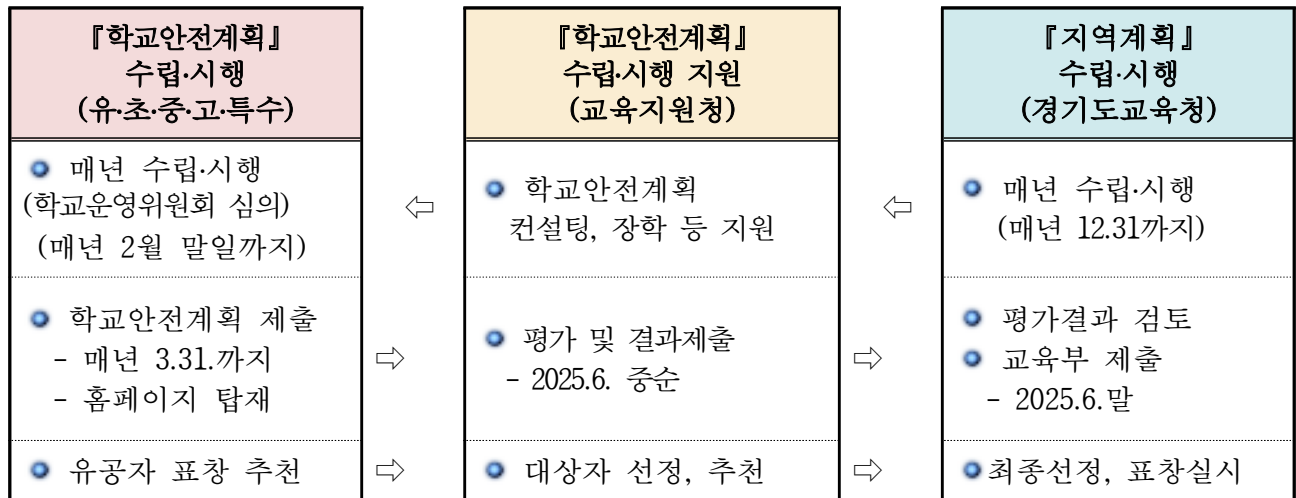 『학교안전계획』
수립·시행
(유·초·중·고·특수)
매년 수립·시행
(학교운영위원회 심의)
(매년 2월 말일까지)
학교안전계획 제출
- 매년 3.31.까지
- 홈페이지 탑재
유공자 표창 추천
『학교안전계획』
수립·시행 지원
(교육지원청)
학교안전계획
컨설팅, 장학 등 지원
평가 및 결과제출
- 2025.6. 중순
대상자 선정, 추천
『지역계획』
수립·시행
(경기도교육청)
매년 수립·시행
(매년 12.31까지)
평가결과 검토
교육부 제출
- 2025.6.말
최종선정, 표창실시